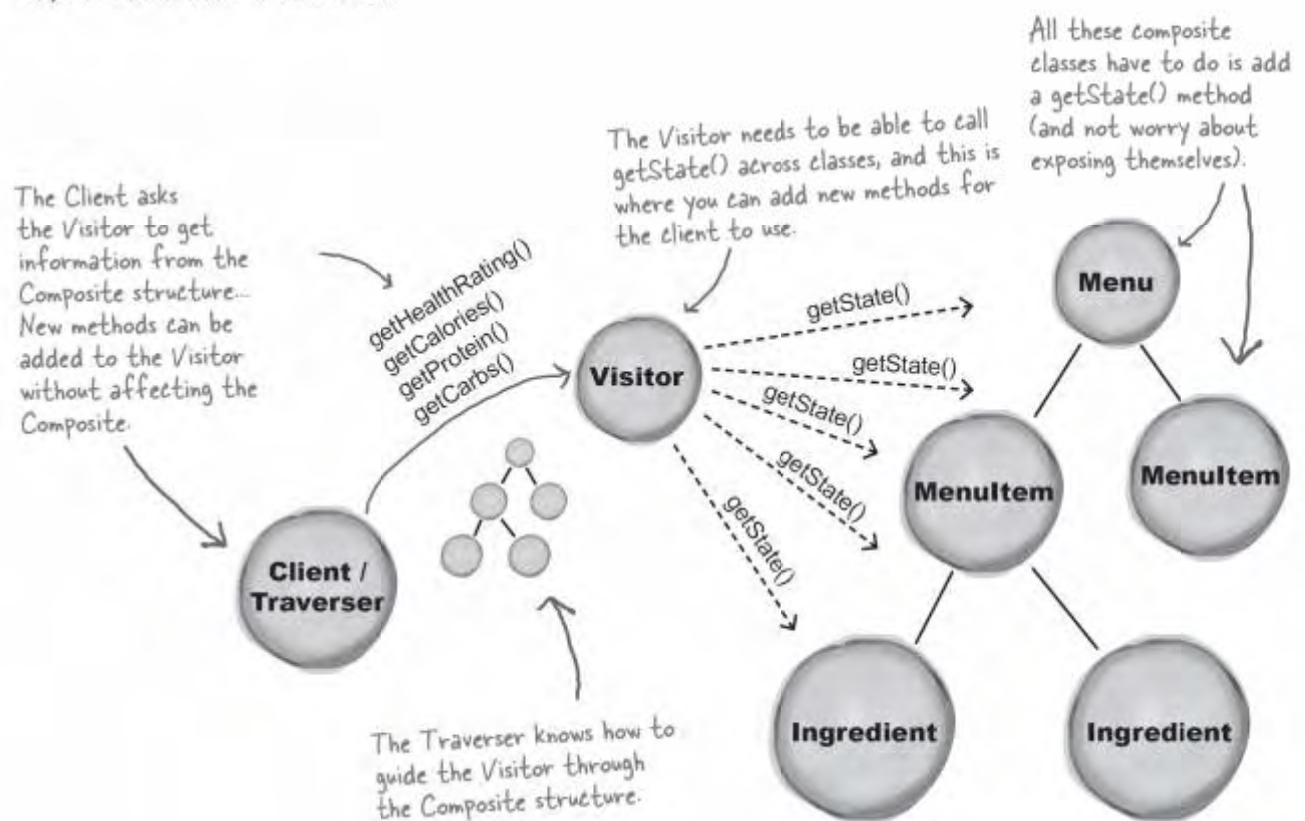 The Client asks
the Visitor to get
information from the
Composite structure...
New methods can be
added to the Visitor
without affecting the
Composite.
getHealthRating()
getCalories()
getProtein()
getCarbs()
The Visitor needs to be able to call
getState() across classes, and this is
where you can add new methods for
the client to use.
All these composite
classes have to do is add
a getState() method
(and not worry about
exposing themselves).
Client /
Traverser
Visitor
getState()
getState()
getState()
getState()
getState()
Menu
MenuItem
MenuItem
Ingredient
Ingredient
The Traverser knows how to
guide the Visitor through
the Composite structure.